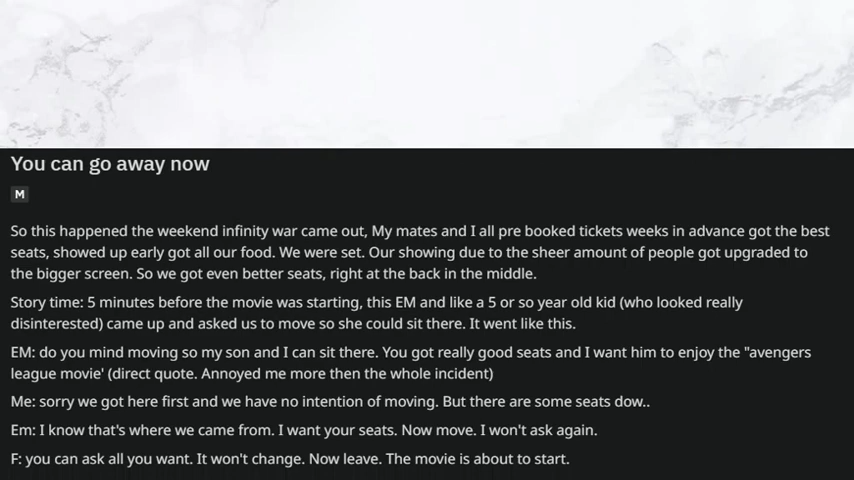 You can go away now
M
So this happened the weekend infinity war came out, My mates and I all pre booked tickets weeks in advance got the best
seats, showed up early got all our food. We were set. Our showing due to the sheer amount of people got upgraded to
the bigger screen. So we got even better seats, right at the back in the middle.
Story time: 5 minutes before the movie was starting, this EM and like a 5 or so year old kid (who looked really
disinterested) came up and asked us to move so she could sit there. It went like this.
EM: do you mind moving so my son and I can sit there. You got really good seats and I want him to enjoy the "avengers
league movie' (direct quote. Annoyed me more then the whole incident)
Me: sorry we got here first and we have no intention of moving. But there are some seats dow..
Em: I know that's where we came from. I want your seats. Now move. I won't ask again.
F: you can ask all you want. It won't change. Now leave. The movie is about to start.